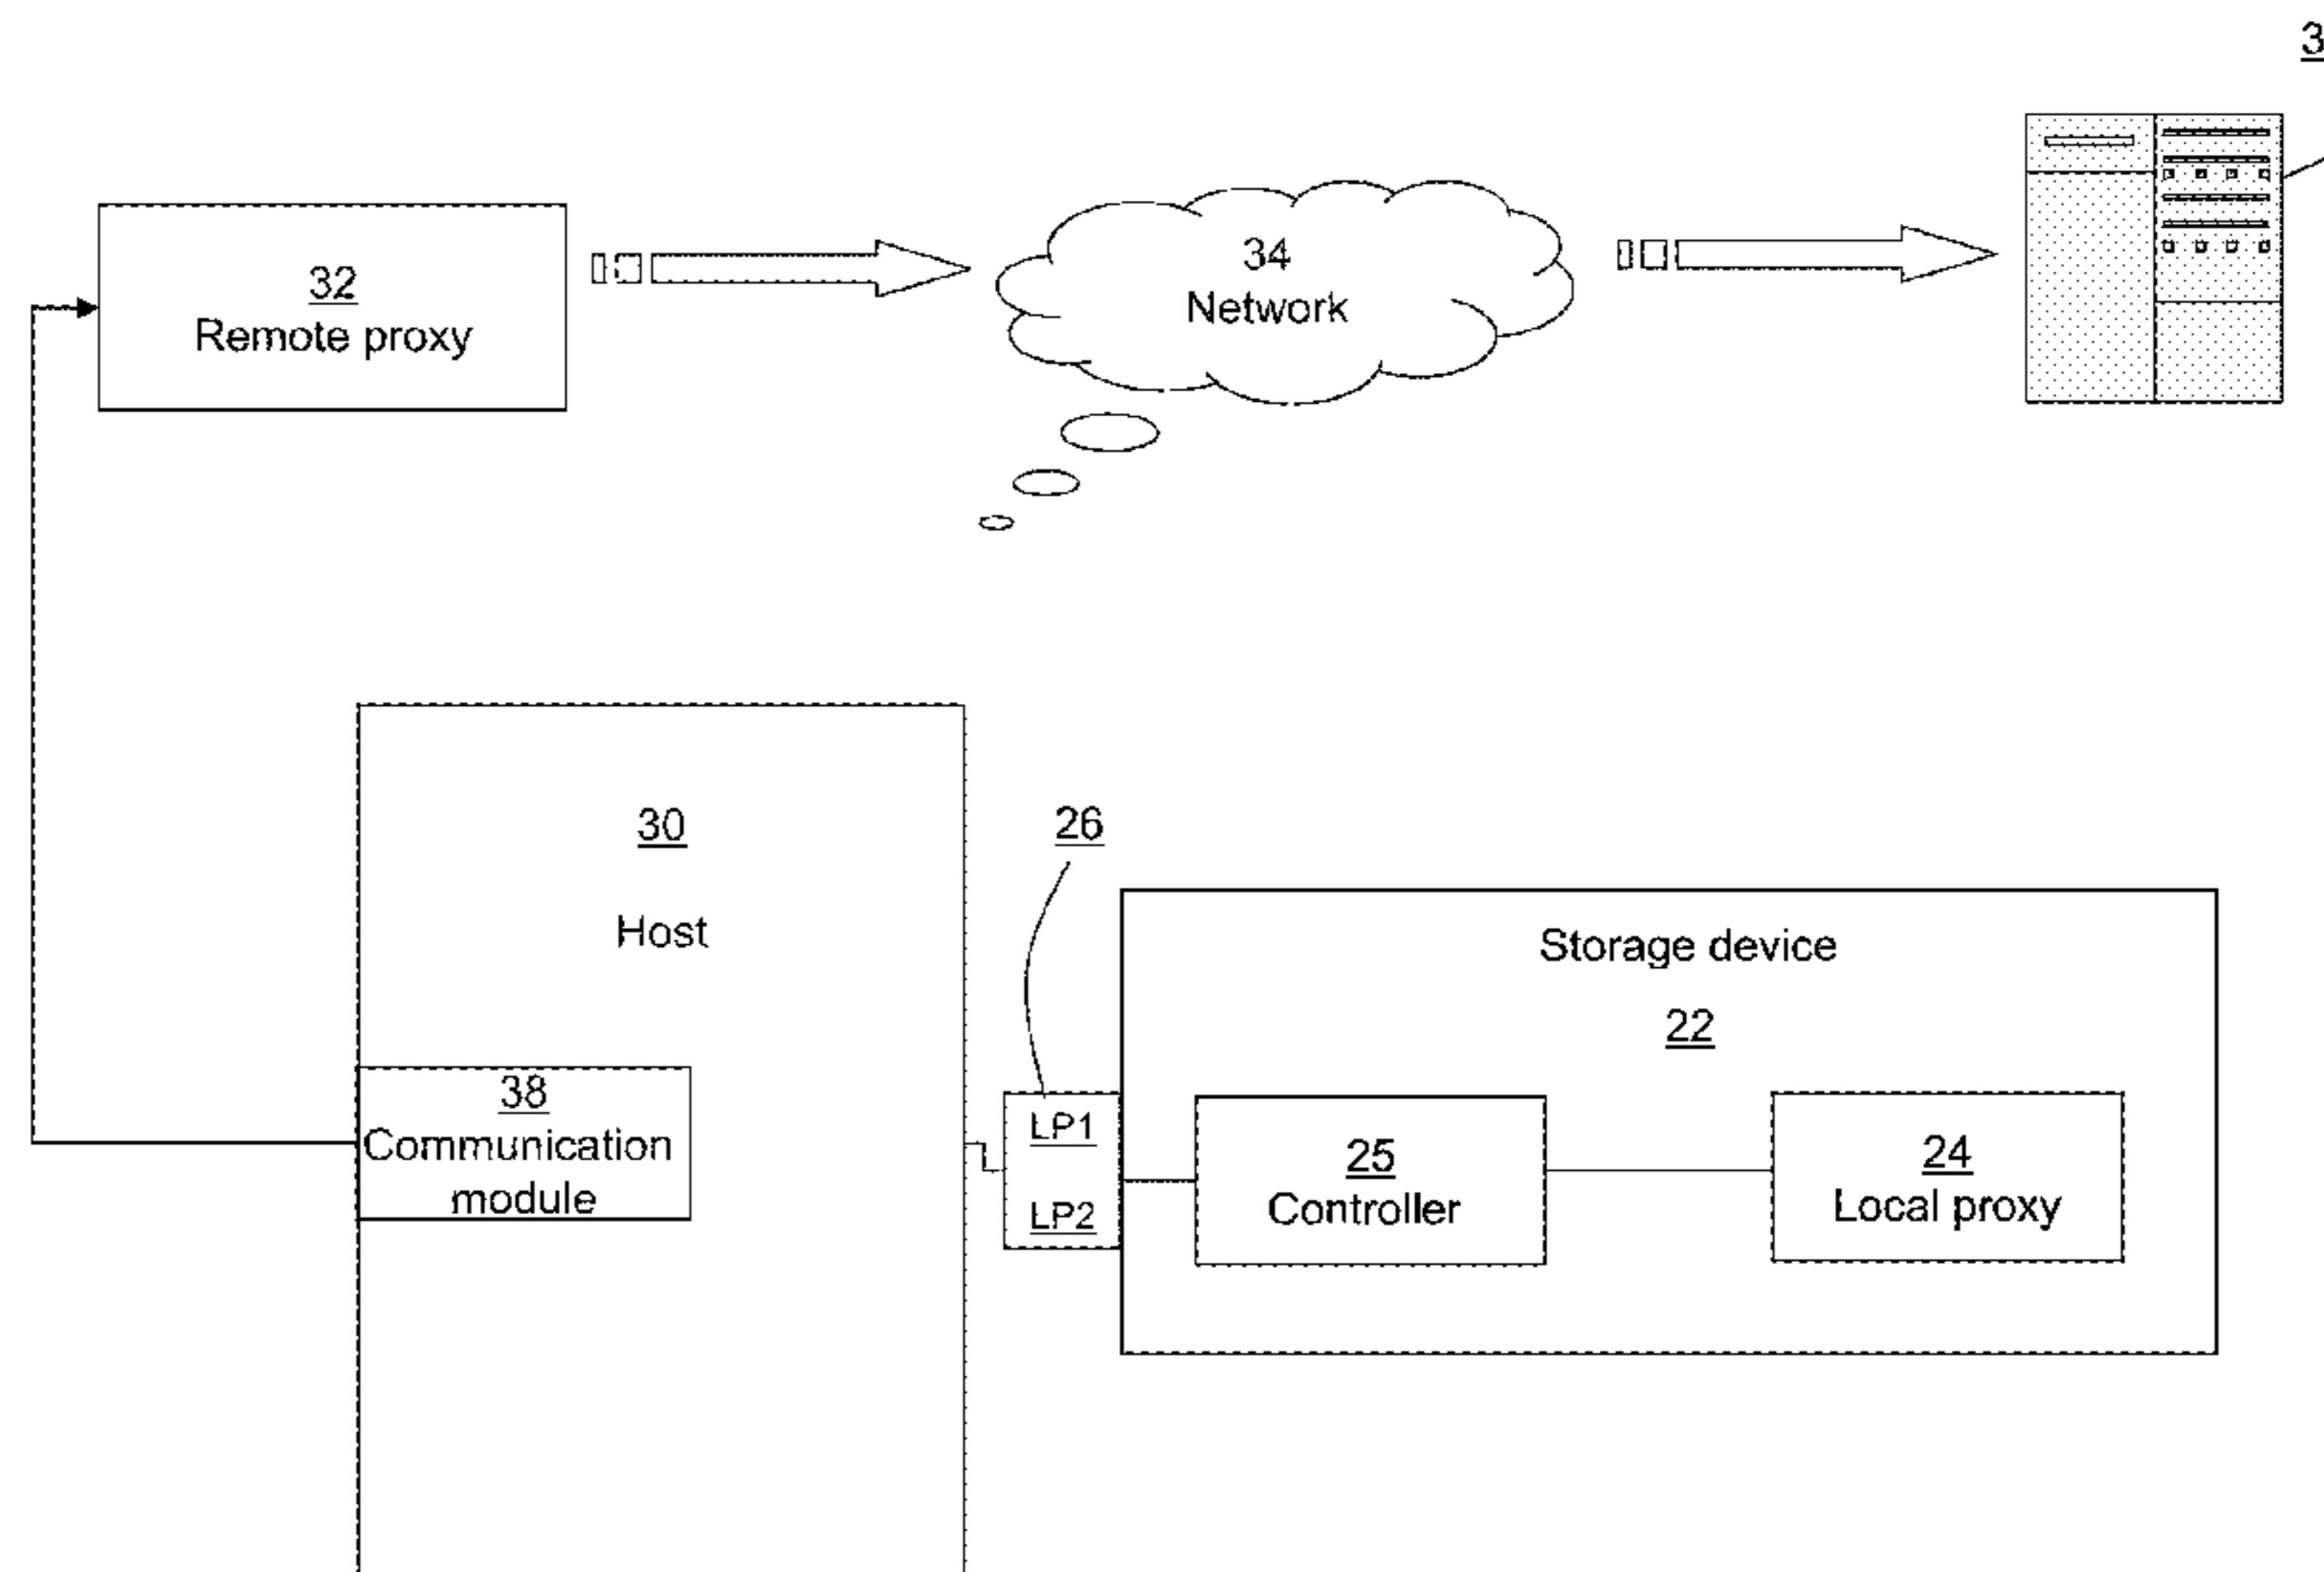 3
32
Remote proxy
34
Network
30
Host
26
Storage device
22
38
Communication
module
LP1
LP2
25
Controller
24
Local proxy